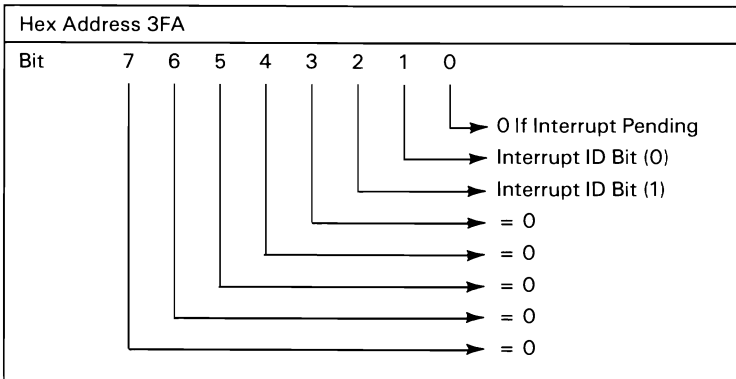 Hex Address 3FA
Bit 7 6 5 4 3 2 1 0
0 If Interrupt Pending
Interrupt ID Bit (0)
Interrupt ID Bit (1)
= 0
= 0
= 0
= 0
= 0